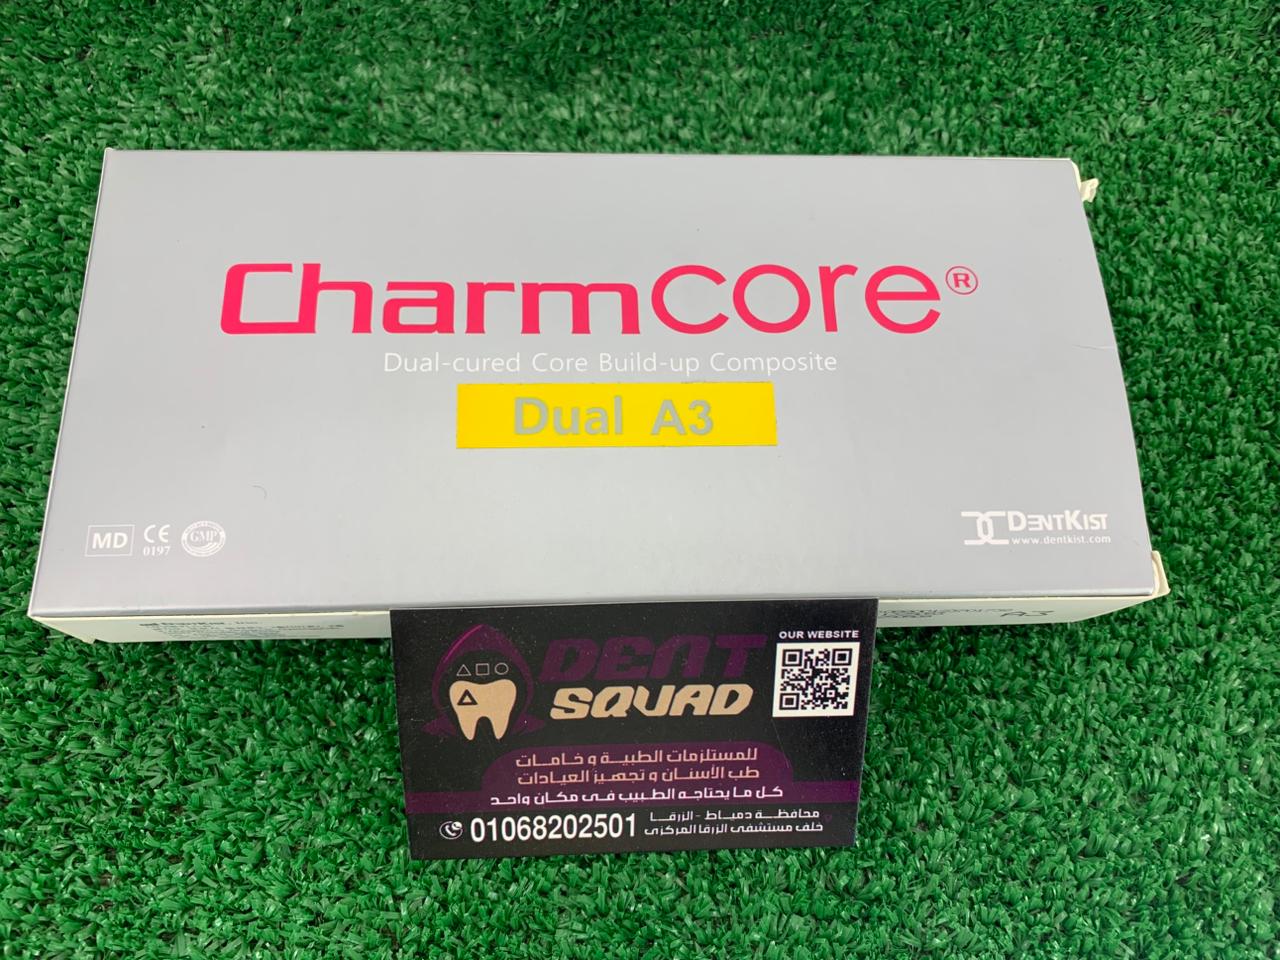 Charmcore®
Dual-cured Core Build-up Composite
Dual A3
MD
CE
0197
GMP
DENTKIST
www.dentkist.com
A3
DENT
SQUAD
OUR WEBSITE
للمستلزمات الطبية و خامات
طب الأسنان و تجهيز العيادات
كل ما يحتاجه الطبيب فى مكان واحد
محافظة دمياط - الزرقا
خلف مستشفى الزرقا المركزى
01068202501